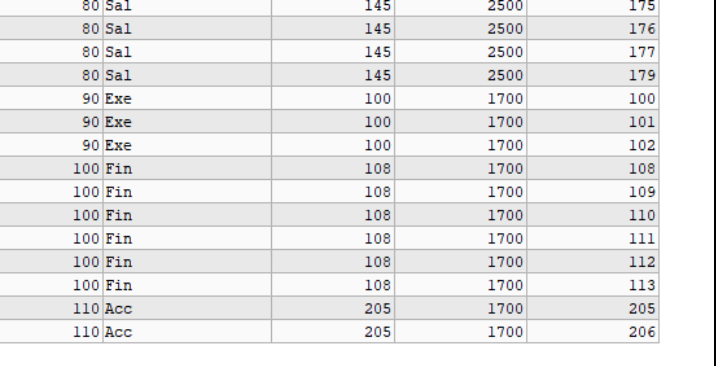 80 Sal 145 2500 175
80 Sal 145 2500 176
80 Sal 145 2500 177
80 Sal 145 2500 179
90 Exe 100 1700 100
90 Exe 100 1700 101
90 Exe 100 1700 102
100 Fin 108 1700 108
100 Fin 108 1700 109
100 Fin 108 1700 110
100 Fin 108 1700 111
100 Fin 108 1700 112
100 Fin 108 1700 113
110 Acc 205 1700 205
110 Acc 205 1700 206